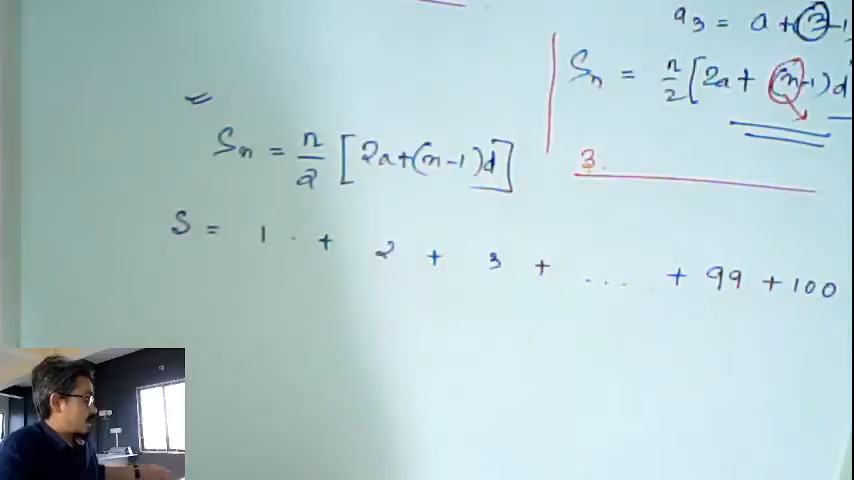 a₃ = a + (3-1
Sₙ = n/2 [2a + (n-1)d
Sₙ = n/2 [2a+(n-1)d]
3.
S = 1 + 2 + 3 + .... + 99 + 100